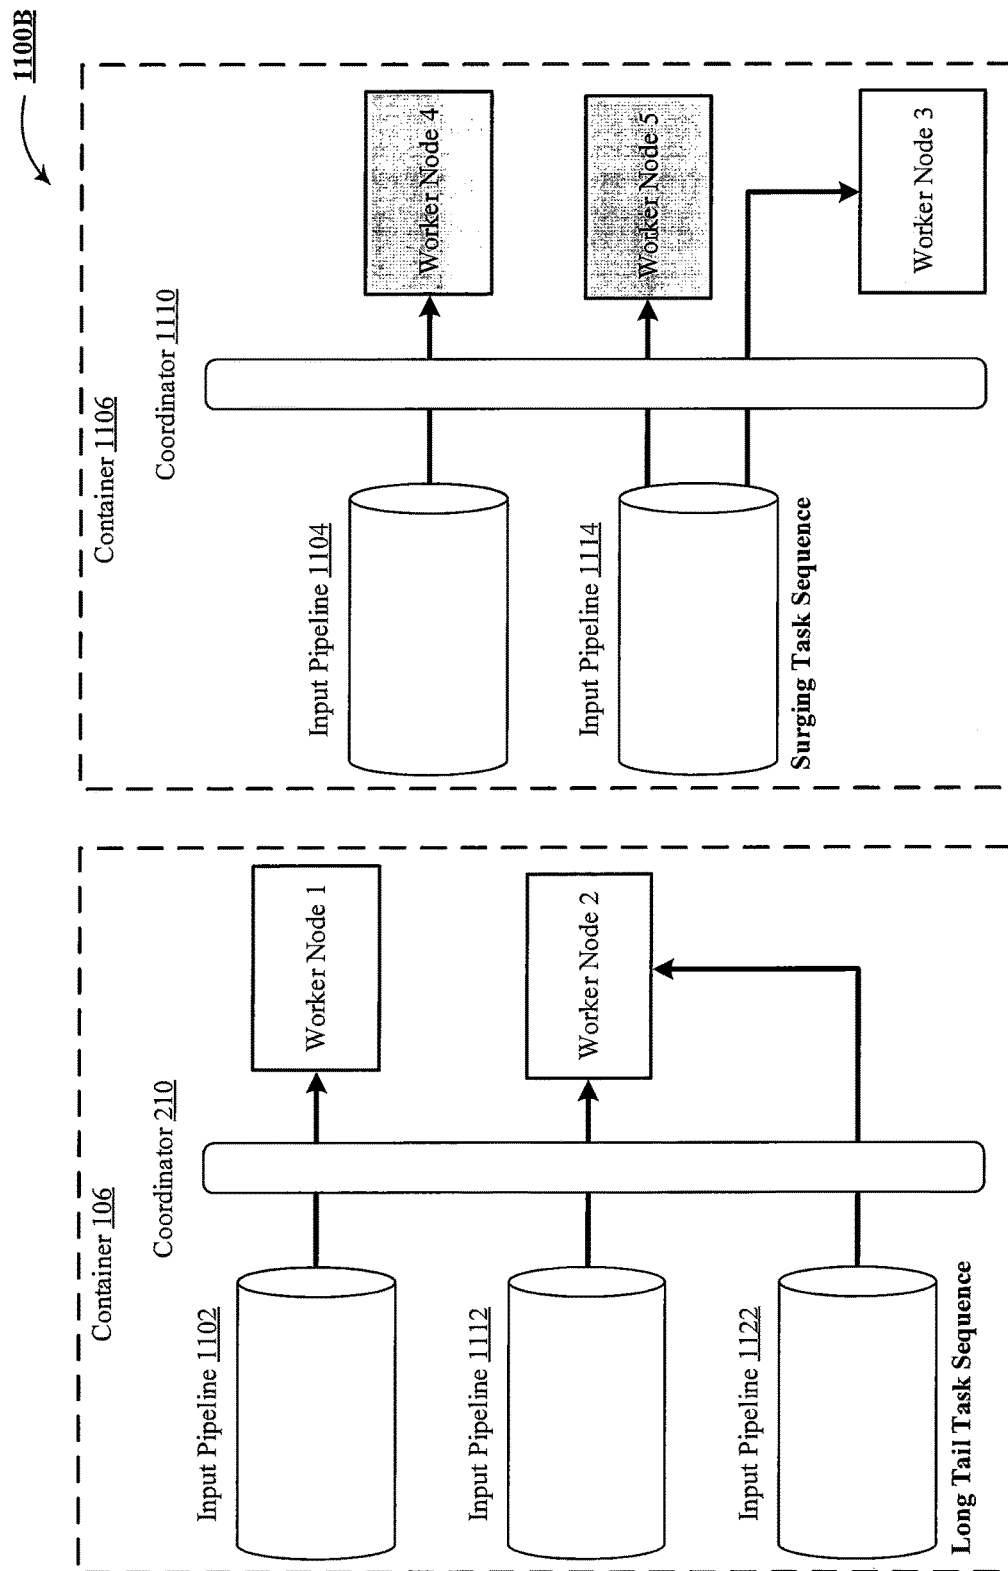 1100B
Container 106
Coordinator 210
Input Pipeline 1102
Worker Node 1
Input Pipeline 1112
Worker Node 2
Input Pipeline 1122
Long Tail Task Sequence
Container 1106
Coordinator 1110
Input Pipeline 1104
Worker Node 4
Input Pipeline 1114
Worker Node 5
Surging Task Sequence
Worker Node 3